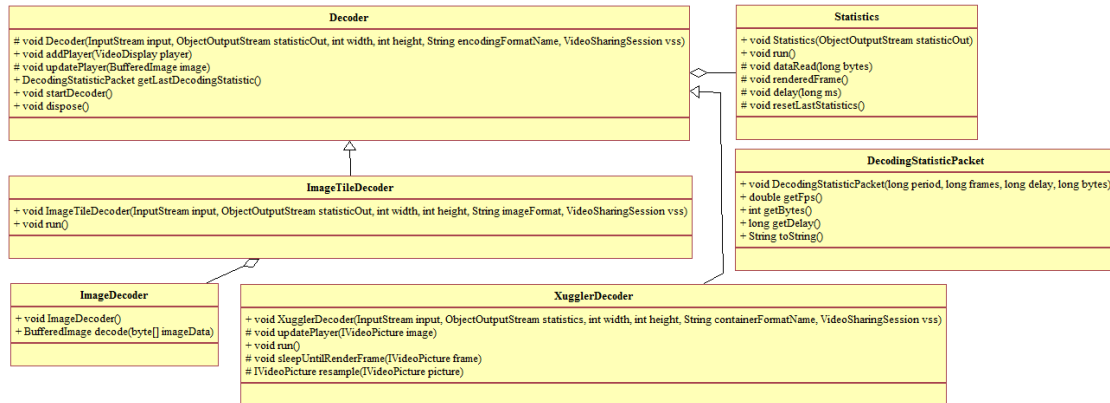 Decoder
# void Decoder(InputStream input, ObjectOutputStream statisticOut, int width, int height, String encodingFormatName, VideoSharingSession vss)
+ void addPlayer(VideoDisplay player)
# void updatePlayer(BufferedImage image)
+ DecodingStatisticPacket getLastDecodingStatistic()
+ void startDecoder()
+ void dispose()
Statistics
+ void Statistics(ObjectOutputStream statisticOut)
+ void run()
# void dataRead(long bytes)
# void renderedFrame()
# void delay(long ms)
# void resetLastStatistics()
DecodingStatisticPacket
+ void DecodingStatisticPacket(long period, long frames, long delay, long bytes)
+ double getFps()
+ int getBytes()
+ long getDelay()
+ String toString()
ImageTileDecoder
+ void ImageTileDecoder(InputStream input, ObjectOutputStream statisticOut, int width, int height, String imageFormat, VideoSharingSession vss)
+ void run()
ImageDecoder
+ void ImageDecoder()
+ BufferedImage decode(byte[] imageData)
XugglerDecoder
+ void XugglerDecoder(InputStream input, ObjectOutputStream statistics, int width, int height, String containerFormatName, VideoSharingSession vss)
# void updatePlayer(IVideoPicture image)
+ void run()
# void sleepUntilRenderFrame(IVideoPicture frame)
# IVideoPicture resample(IVideoPicture picture)